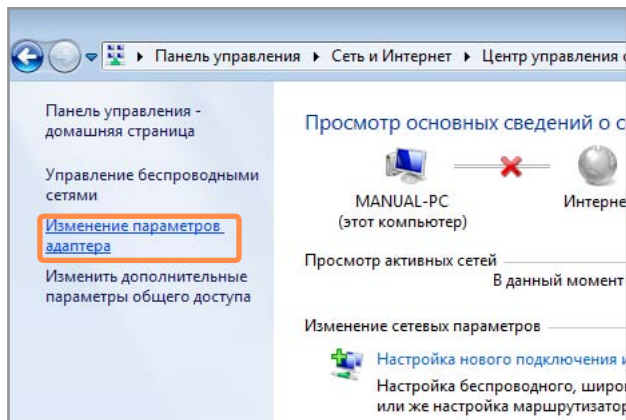 Панель управления ▸ Сеть и Интернет ▸ Центр управления
Панель управления -
домашняя страница
Управление беспроводными
сетями
Изменение параметров
адаптера
Изменить дополнительные
параметры общего доступа
Просмотр основных сведений о с
MANUAL-PC
(этот компьютер)
Интерне
Просмотр активных сетей
В данный момент
Изменение сетевых параметров
Настройка нового подключения и
Настройка беспроводного, широ
или же настройка маршрутизатор